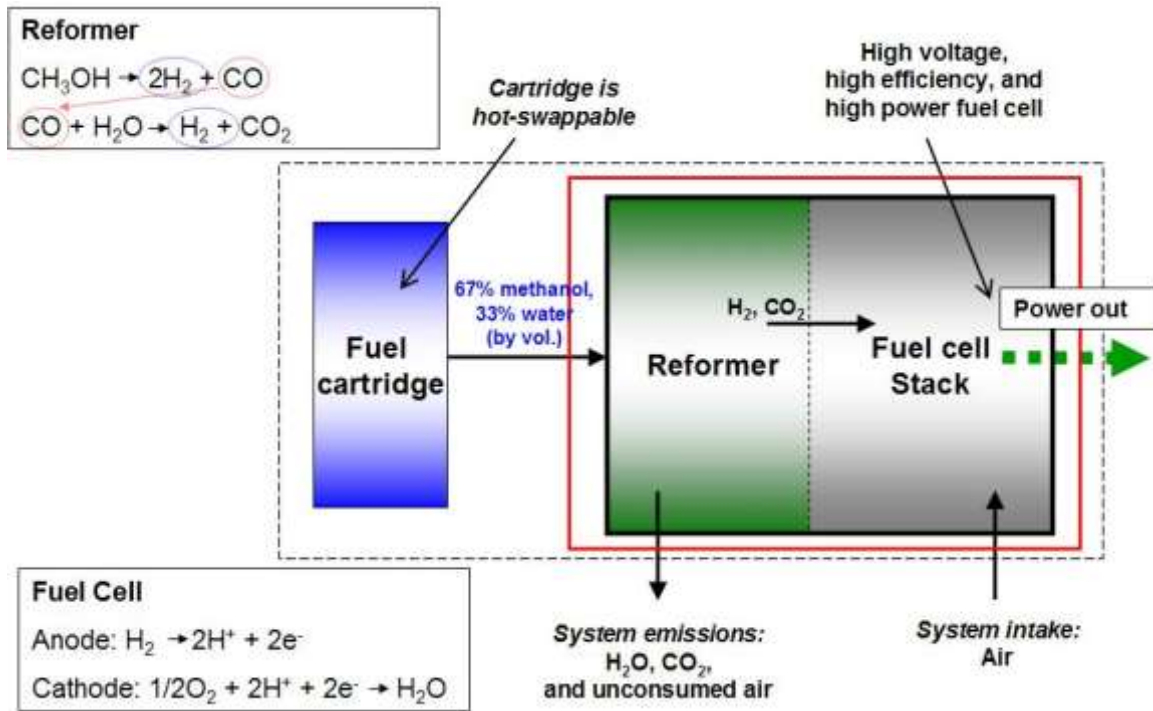 Reformer
CH₃OH → 2H₂ + CO
CO + H₂O → H₂ + CO₂
Cartridge is
hot-swappable
High voltage,
high efficiency, and
high power fuel cell
67% methanol,
33% water
(by vol.)
Fuel
cartridge
H₂, CO₂
Reformer
Fuel cell
Stack
Power out
Fuel Cell
Anode: H₂ → 2H⁺ + 2e⁻
Cathode: 1/2O₂ + 2H⁺ + 2e⁻ → H₂O
System emissions:
H₂O, CO₂,
and unconsumed air
System intake:
Air